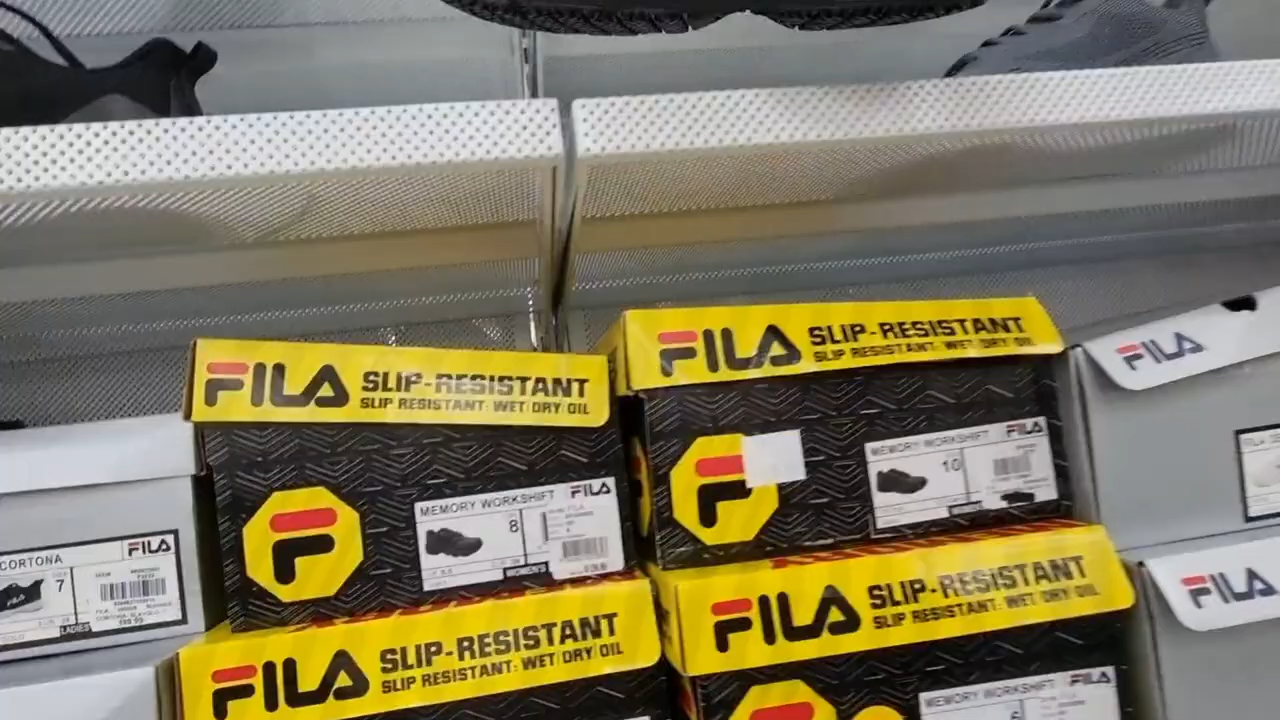 FILA SLIP-RESISTANT
SLIP RESISTANT: WET DRY OIL
FILA SLIP-RESISTANT
SLIP RESISTANT: WET DRY OIL
FILA
MEMORY WORKSHIFT FILA
10
MEMORY WORKSHIFT FILA
8
WOMEN'S
CORTONA FILA
7
LADIES
FILA SLIP-RESISTANT
SLIP RESISTANT: WET DRY OIL
FILA SLIP-RESISTANT
SLIP RESISTANT: WET DRY OIL
FILA
MEMORY WORKSHIFT FILA